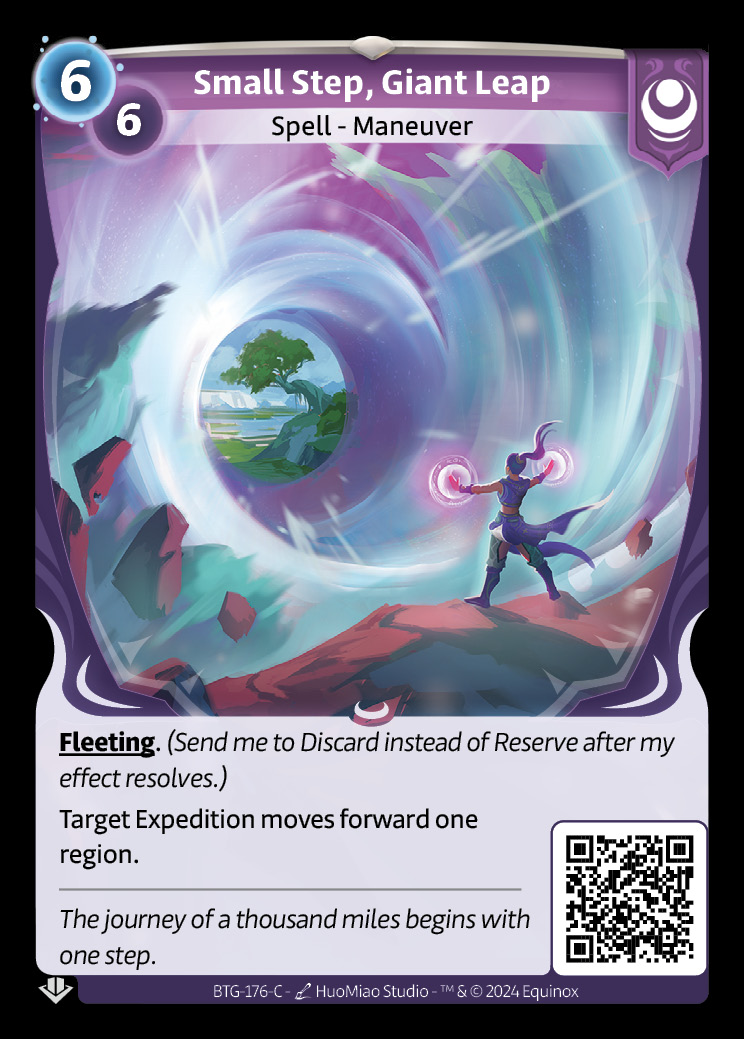 6
Small Step, Giant Leap
6
Spell - Maneuver
Fleeting. (Send me to Discard instead of Reserve after my
effect resolves.)
Target Expedition moves forward one
region.
The journey of a thousand miles begins with
one step.
BTG-176-C - HuoMiao Studio - ™ & © 2024 Equinox